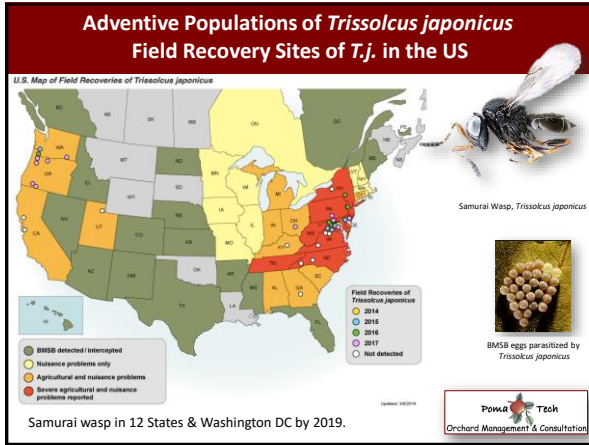 Adventive Populations of Trissolcus japonicus
Field Recovery Sites of T.j. in the US
U.S. Map of Field Recoveries of Trissolcus japonicus
BC
AB
SK
MB
ON
QC
NB
PE
NS
WA
MT
ND
MN
WI
MI
NY
VT
NH
ME
MA
OR
ID
WY
SD
IA
NE
NV
UT
CO
KS
MO
IL
IN
OH
PA
WV
VA
KY
DE
CA
AZ
NM
OK
AR
TN
NC
SC
MS
AL
GA
TX
LA
FL
HI
Samurai Wasp, Trissolcus japonicus
Field Recoveries of
Trissolcus japonicus
2014
2015
2016
2017
Not detected
BMSB detected / intercepted
Nuisance problems only
Agricultural and nuisance problems
Severe agricultural and nuisance
problems reported
BMSB eggs parasitized by
Trissolcus japonicus
Samurai wasp in 12 States & Washington DC by 2019.
Poma Tech
Orchard Management & Consultation